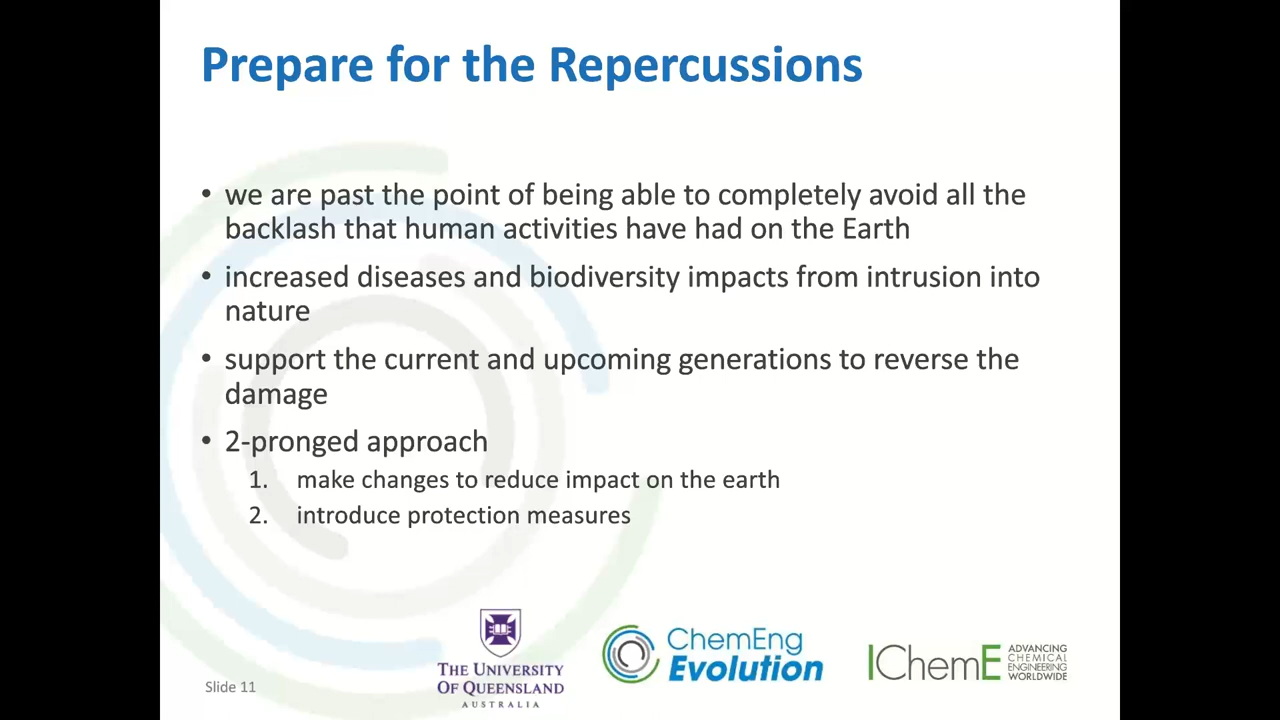 Prepare for the Repercussions
• we are past the point of being able to completely avoid all the
backlash that human activities have had on the Earth
• increased diseases and biodiversity impacts from intrusion into
nature
• support the current and upcoming generations to reverse the
damage
• 2-pronged approach
1. make changes to reduce impact on the earth
2. introduce protection measures
Slide 11
THE UNIVERSITY
OF QUEENSLAND
AUSTRALIA
ChemEng
Evolution
IChemE
ADVANCING
CHEMICAL
ENGINEERING
WORLDWIDE